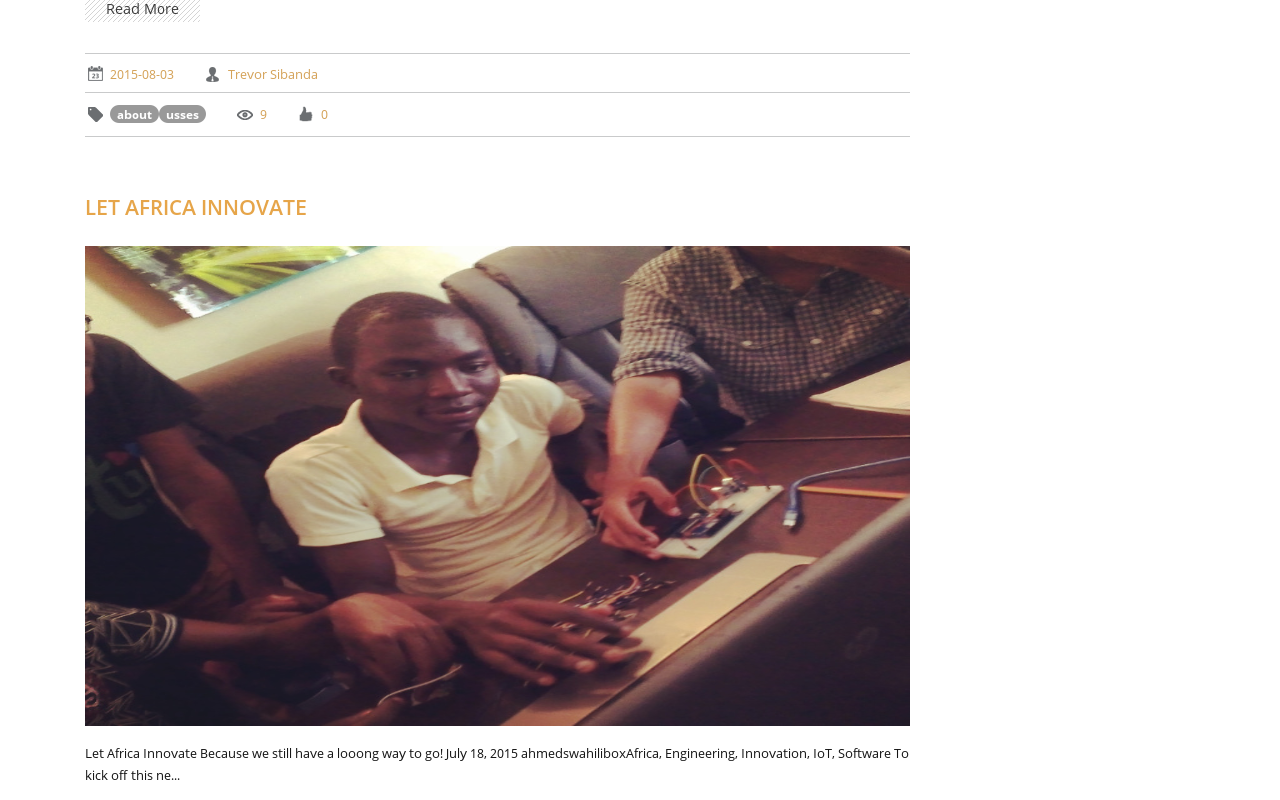 Read More
2015-08-03 Trevor Sibanda
about usses 9 0
LET AFRICA INNOVATE
Let Africa Innovate Because we still have a looong way to go! July 18, 2015 ahmedswahiliboxAfrica, Engineering, Innovation, IoT, Software To
kick off this ne...